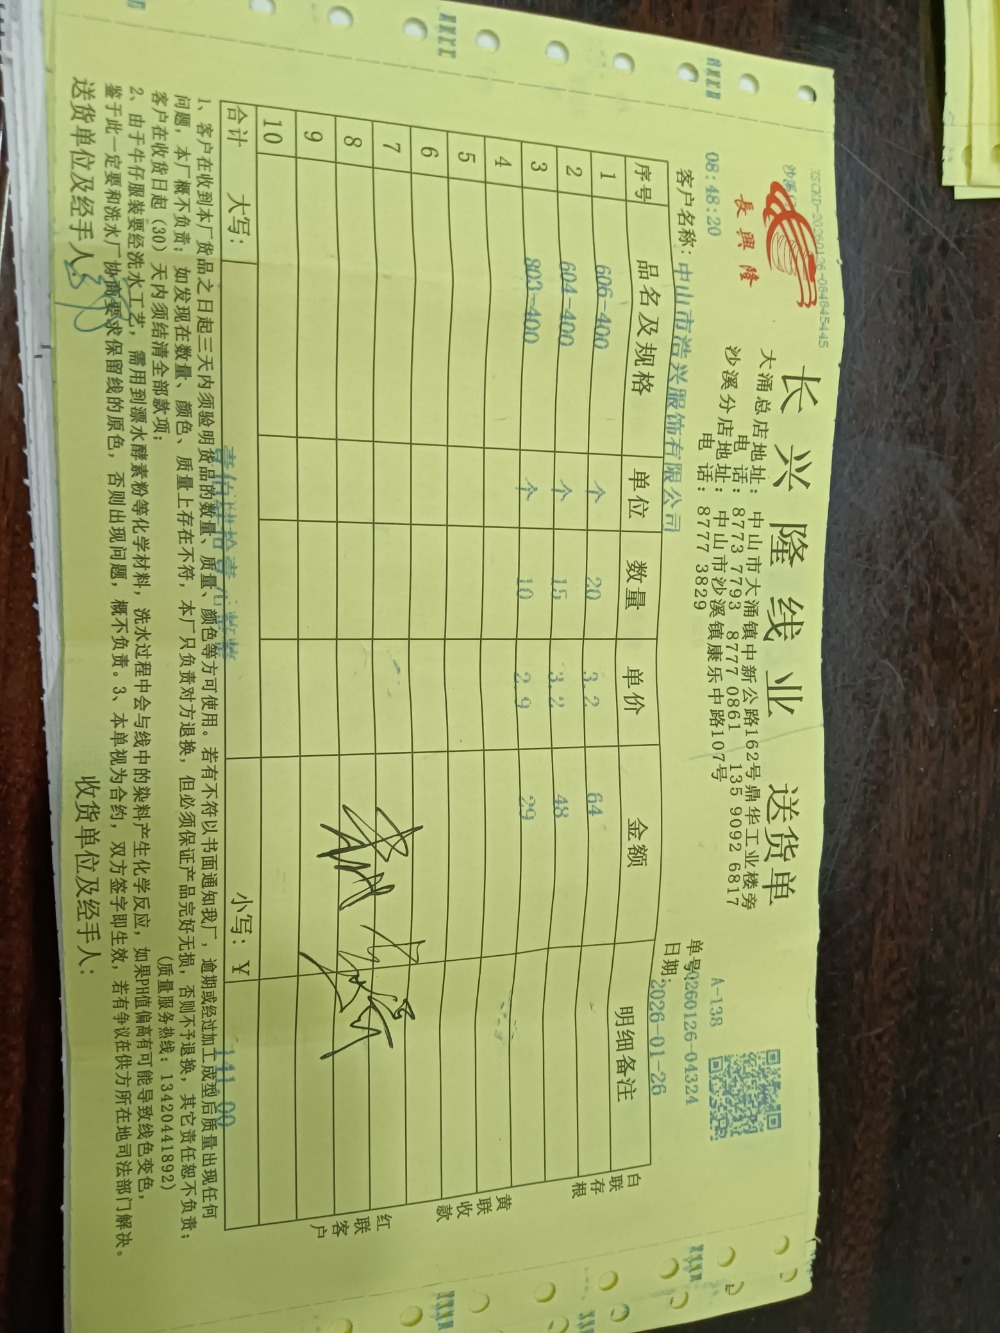 長興隆
长兴隆线业 送货单
大涌总店地址：中山市大涌镇中新公路162号鼎华工业楼旁
电话：8773 7793 8777 0861 135 9092 6817
沙溪分店地址：中山市沙溪镇康乐中路107号
电话：8777 3829
A-138
08:48:20
单号:20260126-04324
客户名称：中山市浩兴服饰有限公司
日期:2026-01-26
序号 品名及规格 单位 数量 单价 金额 明细备注
1 606-400 个 20 3.2 64
2 604-400 个 15 3.2 48
3 803-400 个 10 2.9 29
4
5
6
7
8
9
10
合计 大写： 壹佰肆拾壹元整 小写：￥ 141.00
白联存根
黄联收款
红联客户
1、客户在收到本厂货品之日起三天内须验明货品的数量、质量、颜色等方可使用。若有不符以书面通知我厂，逾期或经过加工成型后质量出现任何
问题，本厂概不负责；如发现在数量、颜色、质量上存在不符，本厂只负责对方退换，但必须保证产品完好无损，否则不予退换，其它责任恕不负责；
客户在收货日起（30）天内须结清全部款项； （质量服务热线：13420441892）
2、由于牛仔服装要经洗水工艺，需用到漂水酵素粉等化学材料，洗水过程中会与线中的染料产生化学反应，如果PH值偏高有可能导致线色变色，
鉴于此一定要和洗水厂协商要求保留线的原色，否则出现问题，概不负责。3、本单视为合约，双方签字即生效，若有争议在供方所在地司法部门解决。
送货单位及经手人： 收货单位及经手人：